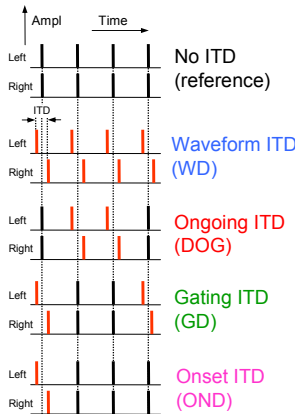 Ampl Time
Left
Right
No ITD
(reference)
ITD
Left
Right
Waveform ITD
(WD)
Left
Right
Ongoing ITD
(DOG)
Left
Right
Gating ITD
(GD)
Left
Right
Onset ITD
(OND)